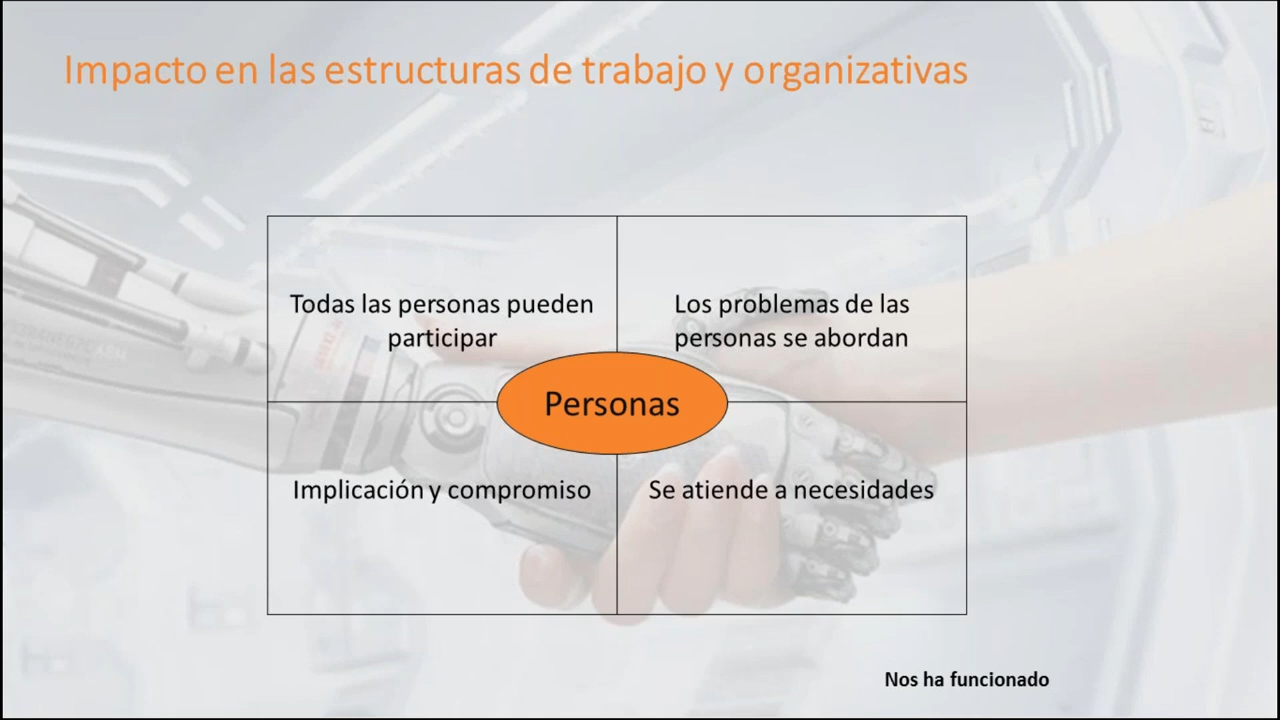 Impacto en las estructuras de trabajo y organizativas
Todas las personas pueden
participar
Los problemas de las
personas se abordan
Personas
Implicación y compromiso
Se atiende a necesidades
Nos ha funcionado